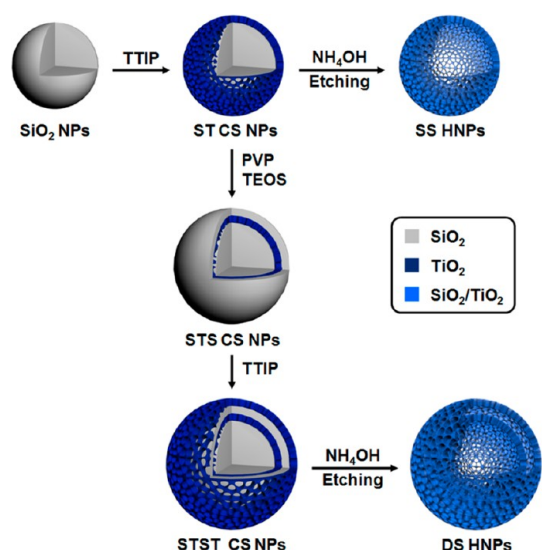 TTIP
NH₄OH
Etching
SiO₂ NPs
ST CS NPs
SS HNPs
PVP
TEOS
SiO₂
TiO₂
SiO₂/TiO₂
STS CS NPs
TTIP
NH₄OH
Etching
STST CS NPs
DS HNPs